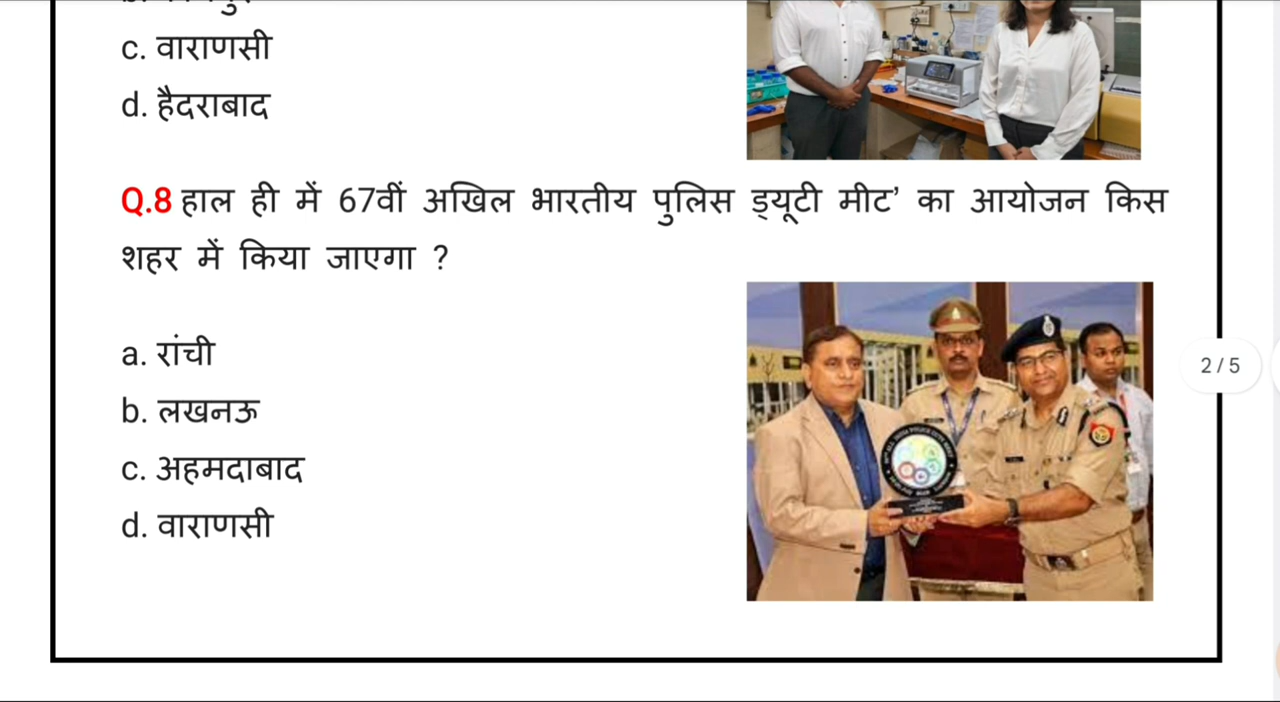 c. वाराणसी
d. हैदराबाद
Q.8 हाल ही में 67वीं अखिल भारतीय पुलिस ड्यूटी मीट’ का आयोजन किस
शहर में किया जाएगा ?
a. रांची
b. लखनऊ
c. अहमदाबाद
d. वाराणसी
2 / 5